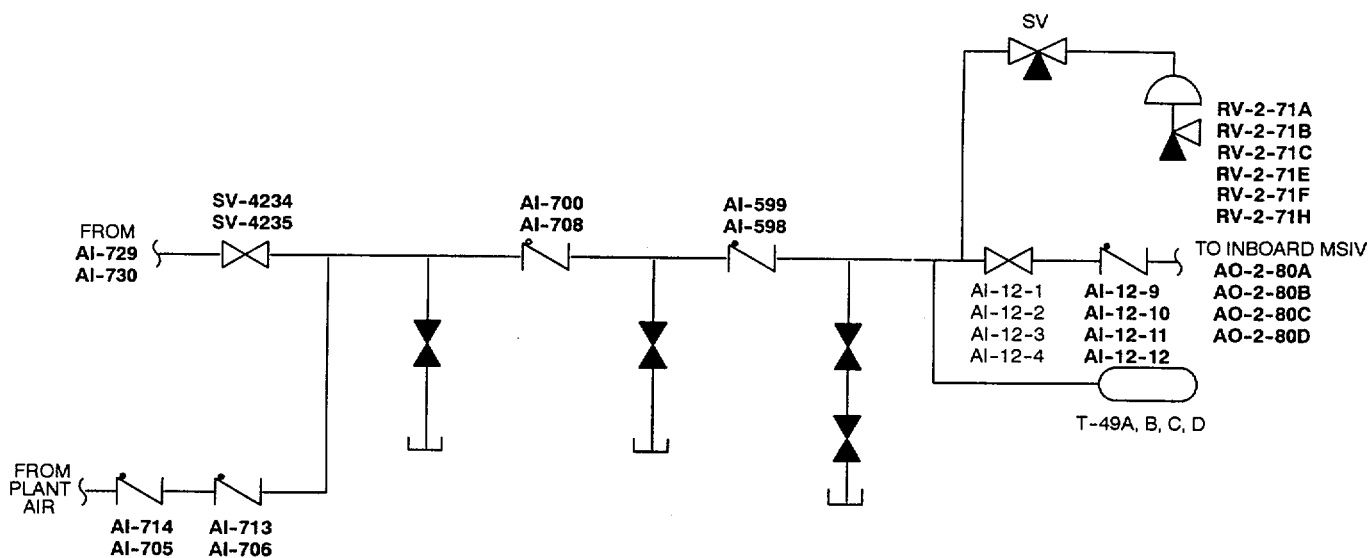 SV
RV-2-71A
RV-2-71B
RV-2-71C
RV-2-71E
RV-2-71F
RV-2-71H
SV-4234
SV-4235
AI-700
AI-708
AI-599
AI-598
FROM
AI-729
AI-730
TO INBOARD MSIV
AO-2-80A
AO-2-80B
AO-2-80C
AO-2-80D
AI-12-1
AI-12-2
AI-12-3
AI-12-4
AI-12-9
AI-12-10
AI-12-11
AI-12-12
T-49A, B, C, D
FROM
PLANT
AIR
AI-714
AI-705
AI-713
AI-706